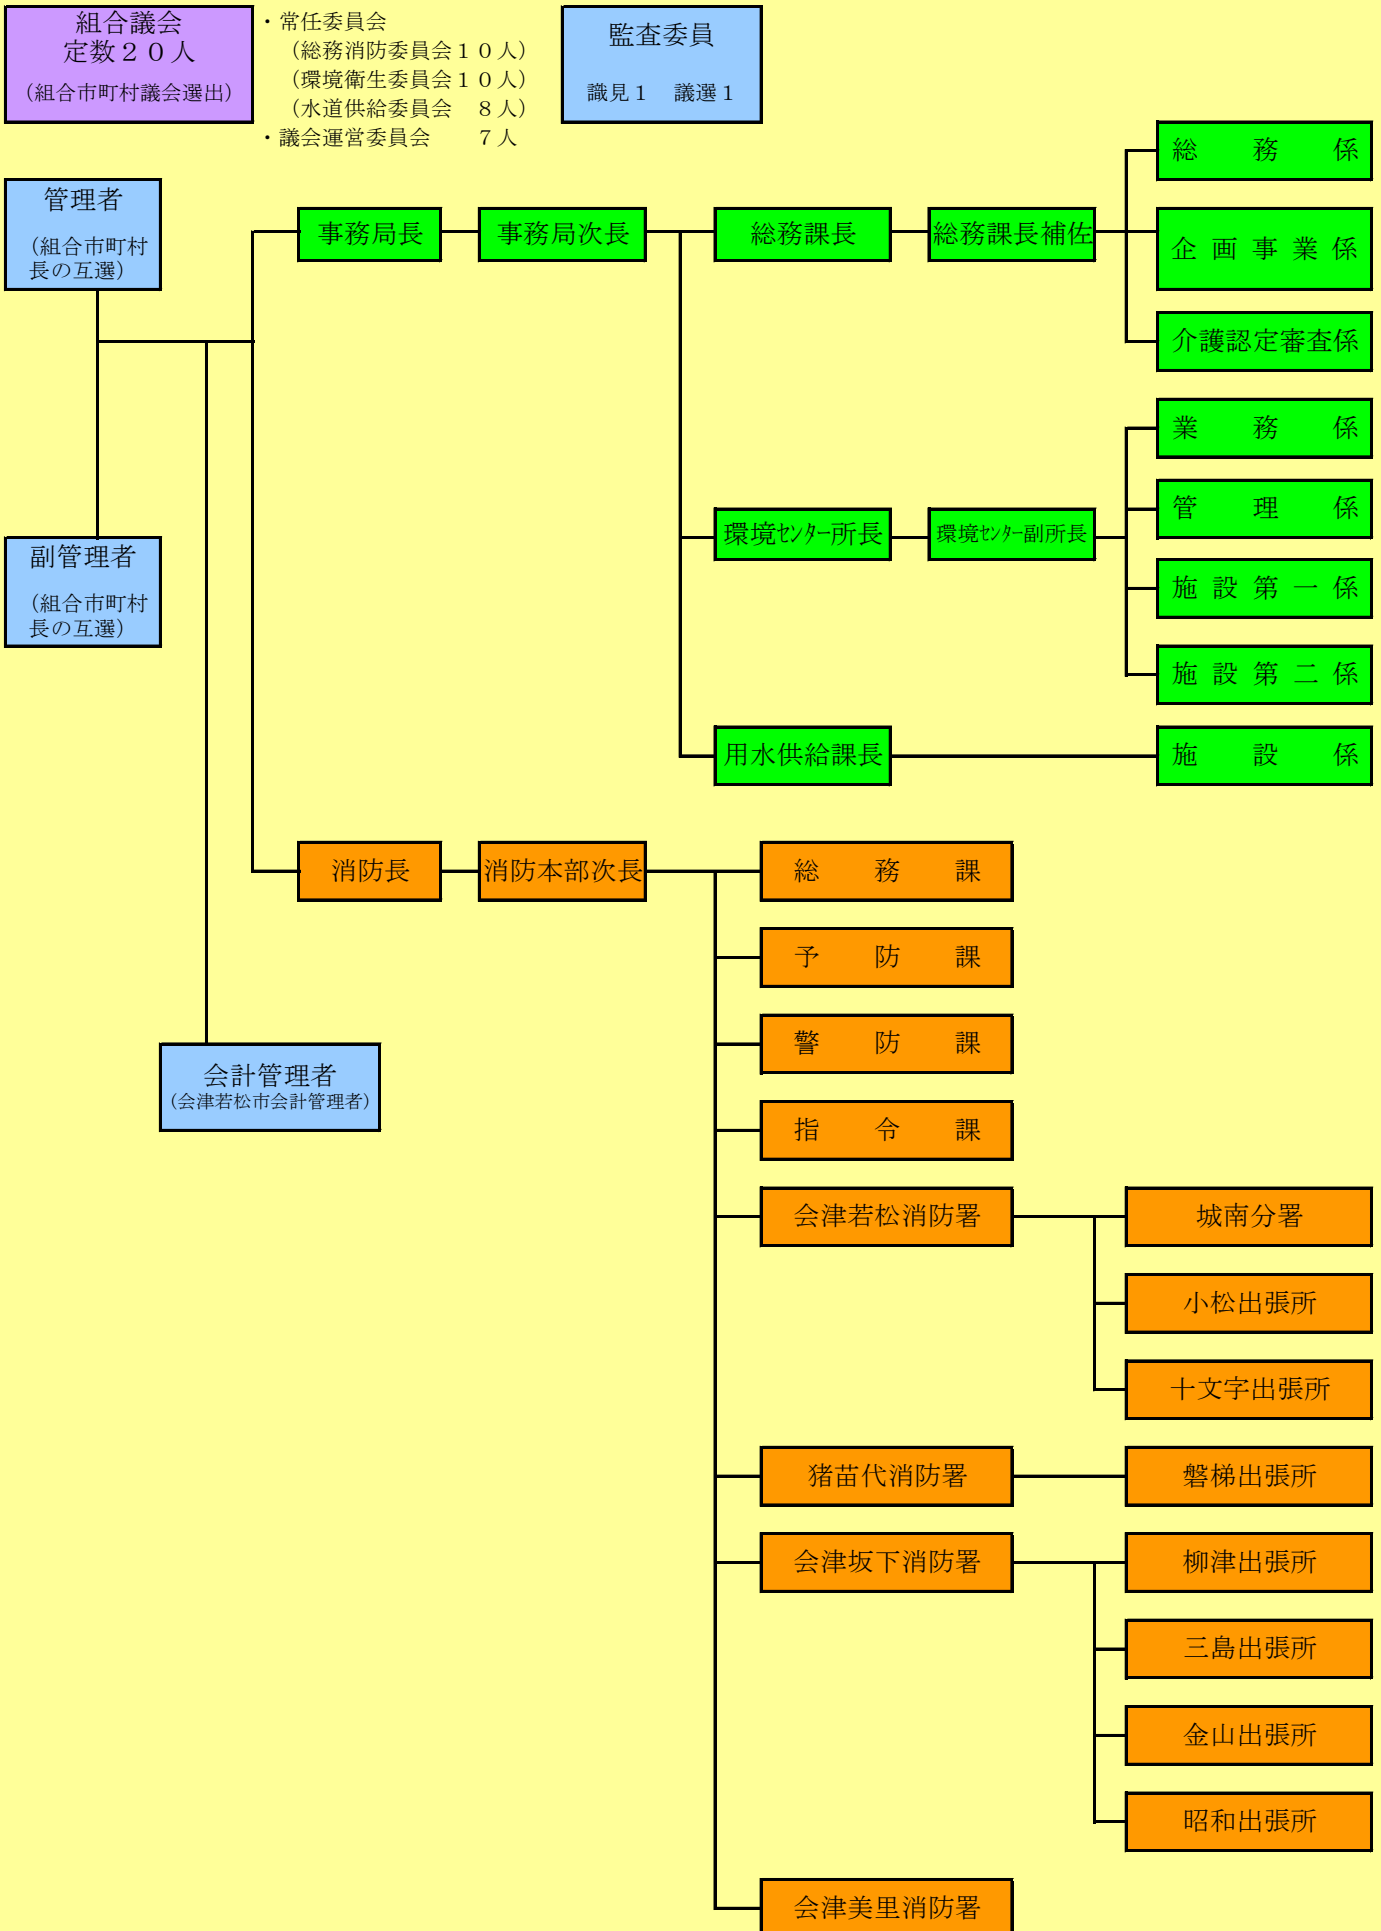 組合議会
定数２０人
（組合市町村議会選出）
・常任委員会
（総務消防委員会１０人）
（環境衛生委員会１０人）
（水道供給委員会　８人）
・議会運営委員会　　７人
監査委員
識見１　議選１
管理者
（組合市町村
長の互選）
副管理者
（組合市町村
長の互選）
会計管理者
（会津若松市会計管理者）
事務局長
事務局次長
総務課長
総務課長補佐
総　務　係
企画事業係
介護認定審査係
環境ｾﾝﾀｰ所長
環境ｾﾝﾀｰ副所長
業　務　係
管　理　係
施設第一係
施設第二係
用水供給課長
施　設　係
消防長
消防本部次長
総　務　課
予　防　課
警　防　課
指　令　課
会津若松消防署
城南分署
小松出張所
十文字出張所
猪苗代消防署
磐梯出張所
会津坂下消防署
柳津出張所
三島出張所
金山出張所
昭和出張所
会津美里消防署